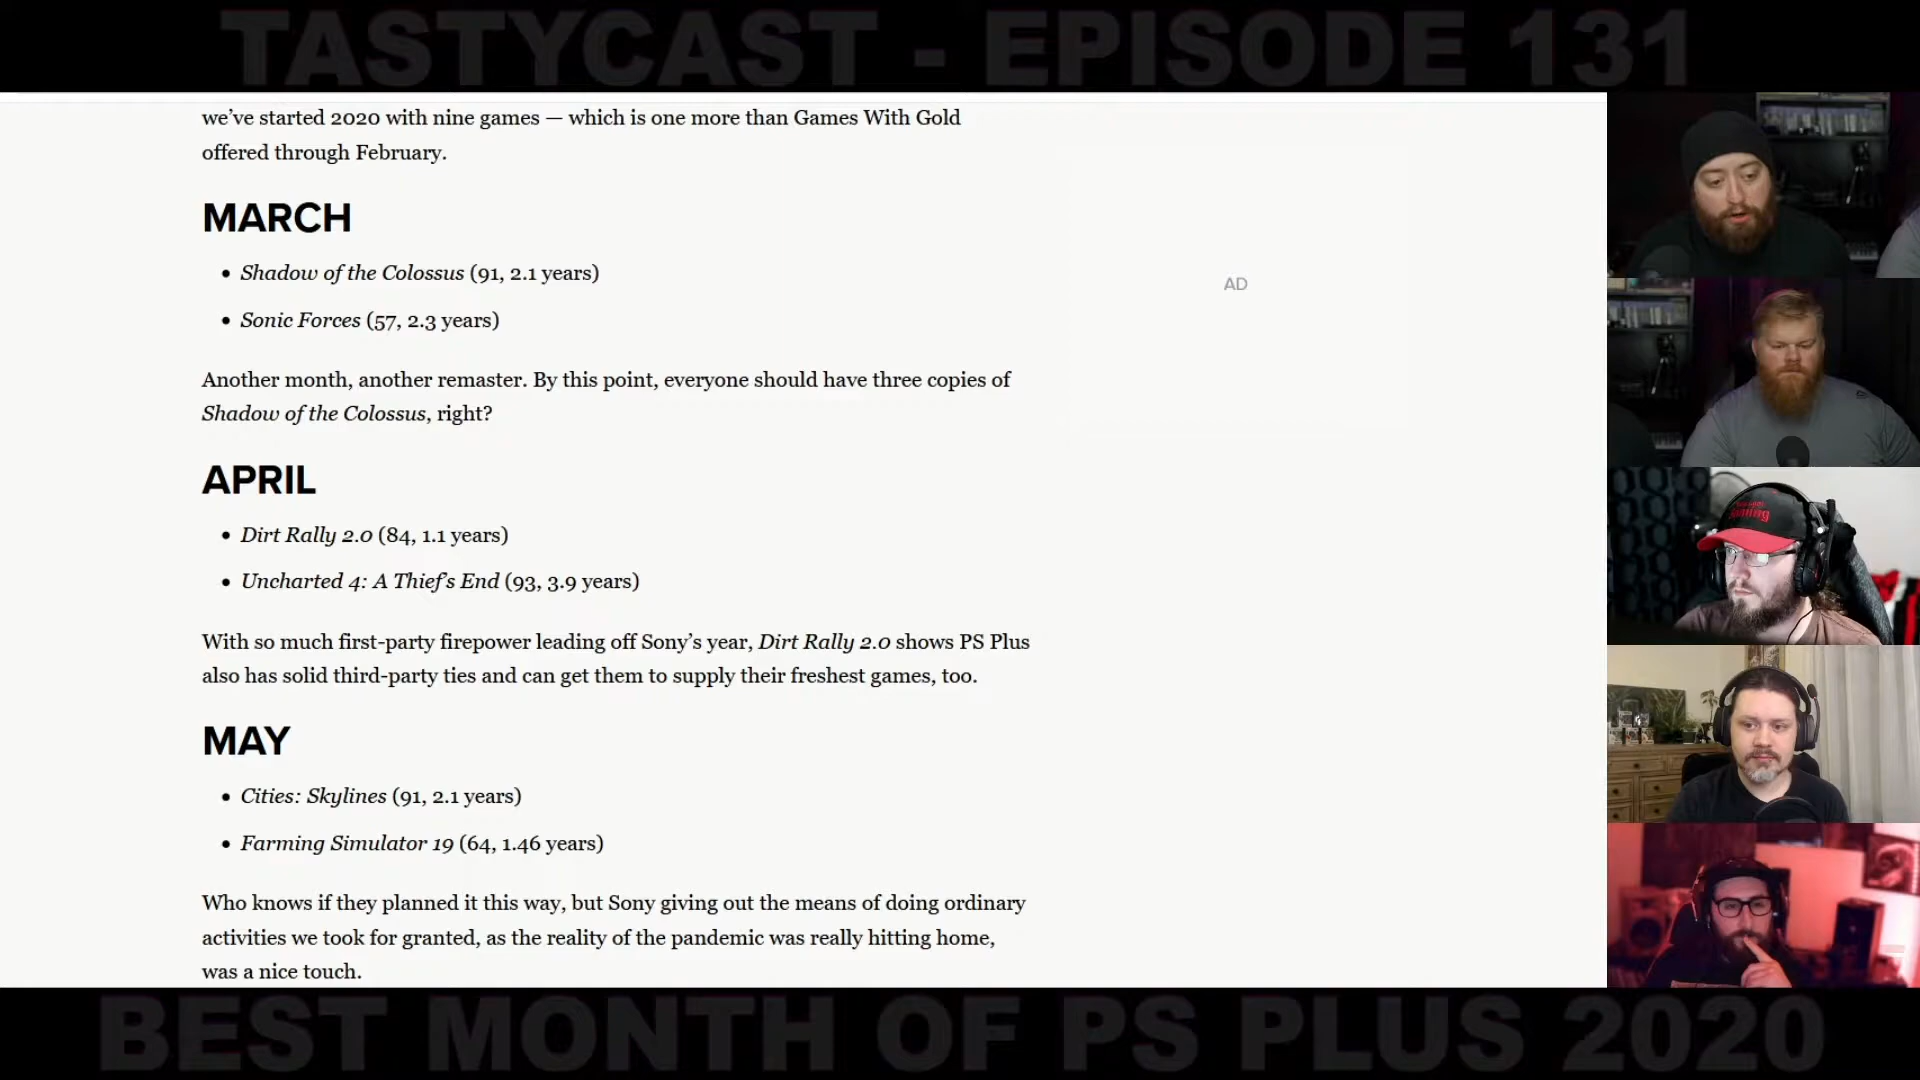 TASTYCAST - EPISODE 131
we’ve started 2020 with nine games — which is one more than Games With Gold
offered through February.
MARCH
• Shadow of the Colossus (91, 2.1 years)
• Sonic Forces (57, 2.3 years)
Another month, another remaster. By this point, everyone should have three copies of
Shadow of the Colossus, right?
APRIL
• Dirt Rally 2.0 (84, 1.1 years)
• Uncharted 4: A Thief’s End (93, 3.9 years)
With so much first-party firepower leading off Sony’s year, Dirt Rally 2.0 shows PS Plus
also has solid third-party ties and can get them to supply their freshest games, too.
MAY
• Cities: Skylines (91, 2.1 years)
• Farming Simulator 19 (64, 1.46 years)
Who knows if they planned it this way, but Sony giving out the means of doing ordinary
activities we took for granted, as the reality of the pandemic was really hitting home,
was a nice touch.
AD
BEST MONTH OF PS PLUS 2020